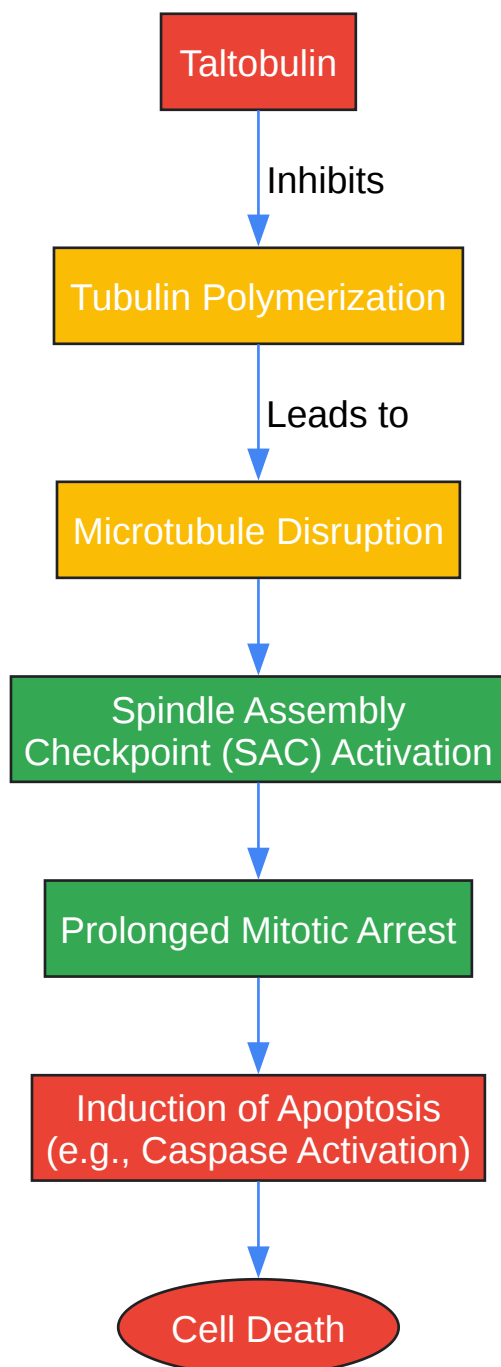 Taltobulin
Inhibits
Tubulin Polymerization
Leads to
Microtubule Disruption
Spindle Assembly
Checkpoint (SAC) Activation
Prolonged Mitotic Arrest
Induction of Apoptosis
(e.g., Caspase Activation)
Cell Death